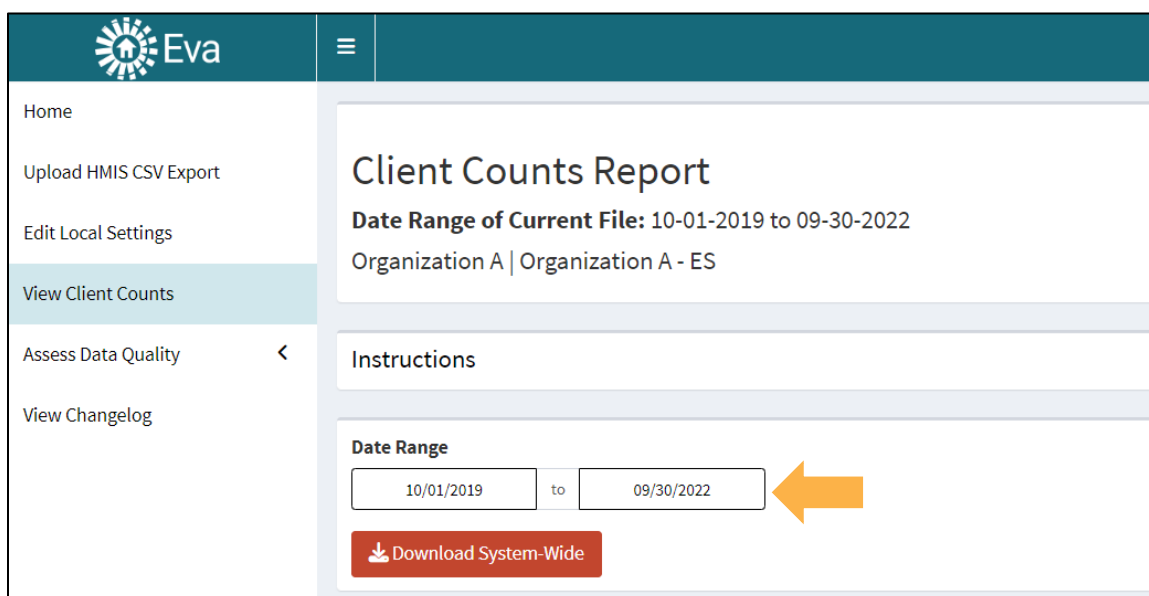 Eva
Home
Upload HMIS CSV Export
Edit Local Settings
View Client Counts
Assess Data Quality
View Changelog
Client Counts Report
Date Range of Current File: 10-01-2019 to 09-30-2022
Organization A | Organization A - ES
Instructions
Date Range
10/01/2019 to 09/30/2022
Download System-Wide